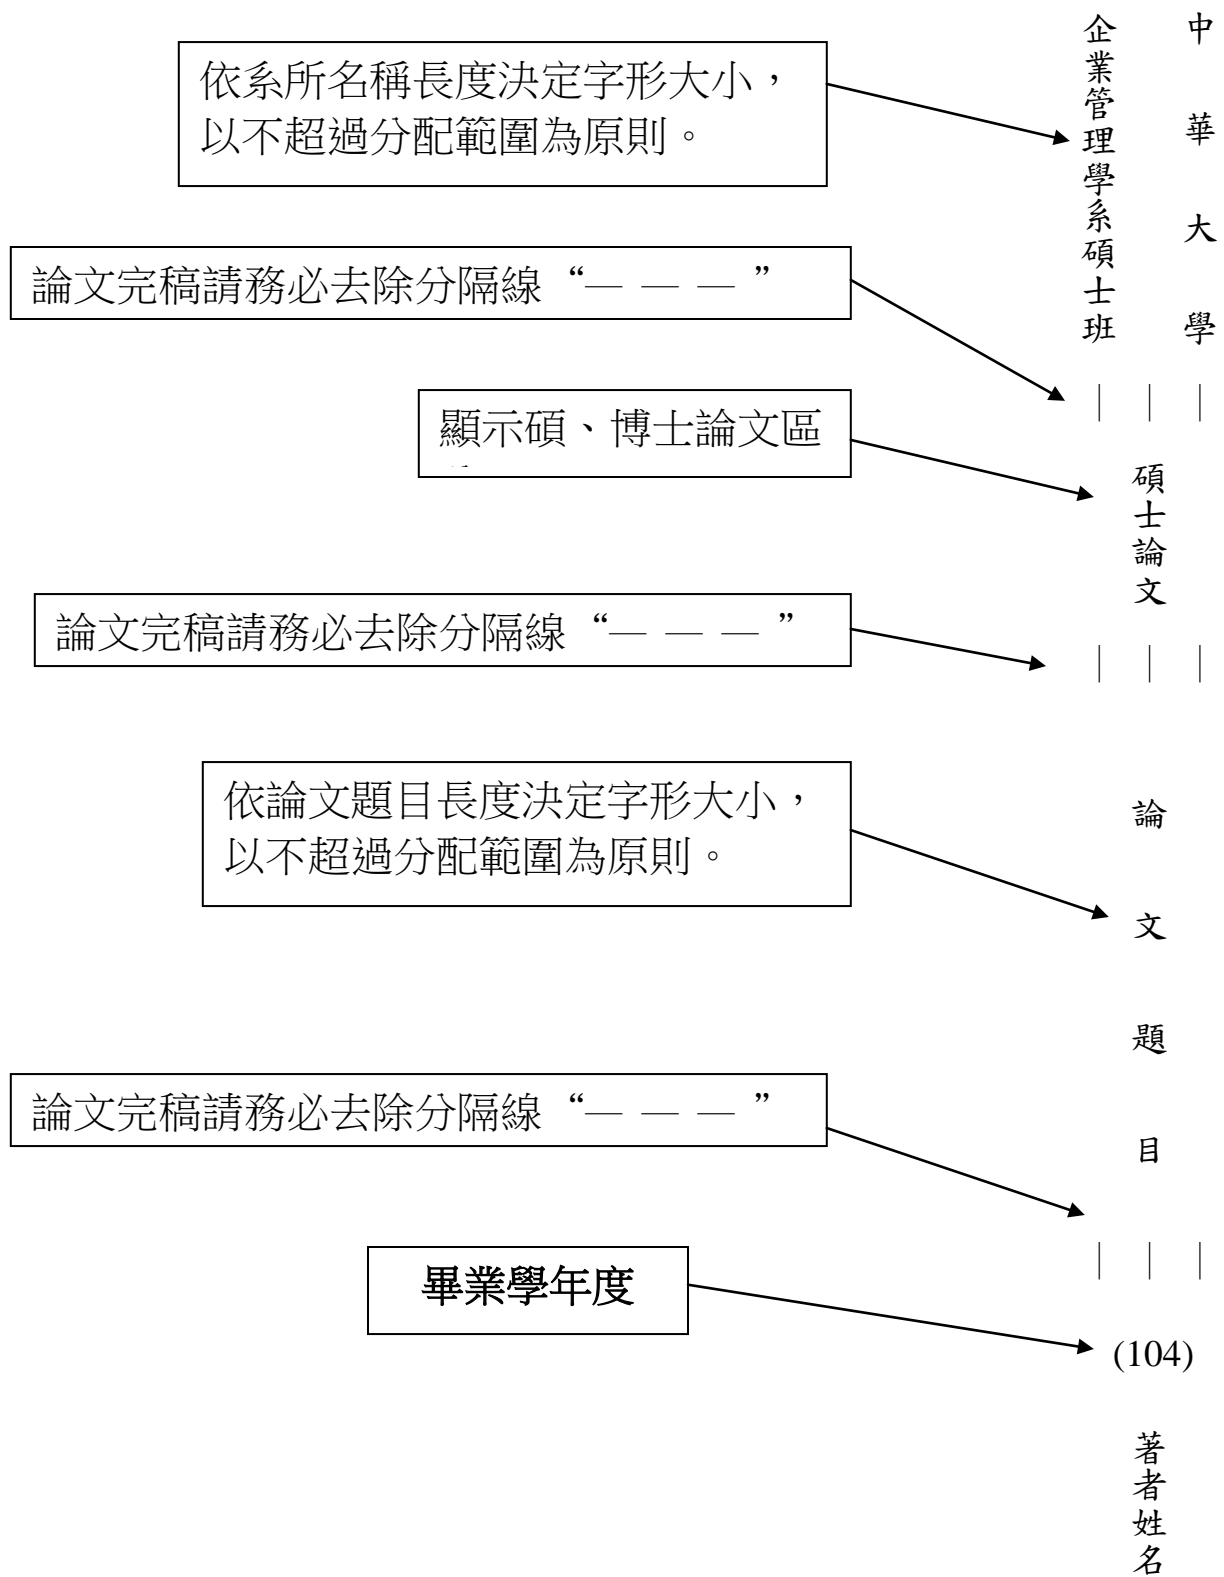 中華大學
企業管理學系碩士班
依系所名稱長度決定字形大小，
以不超過分配範圍為原則。
論文完稿請務必去除分隔線“— — —”
｜ ｜ ｜
顯示碩、博士論文區
碩士論文
論文完稿請務必去除分隔線“— — —”
｜ ｜ ｜
依論文題目長度決定字形大小，
以不超過分配範圍為原則。
論文題目
論文完稿請務必去除分隔線“— — —”
｜ ｜ ｜
畢業學年度
(104)
著者姓名